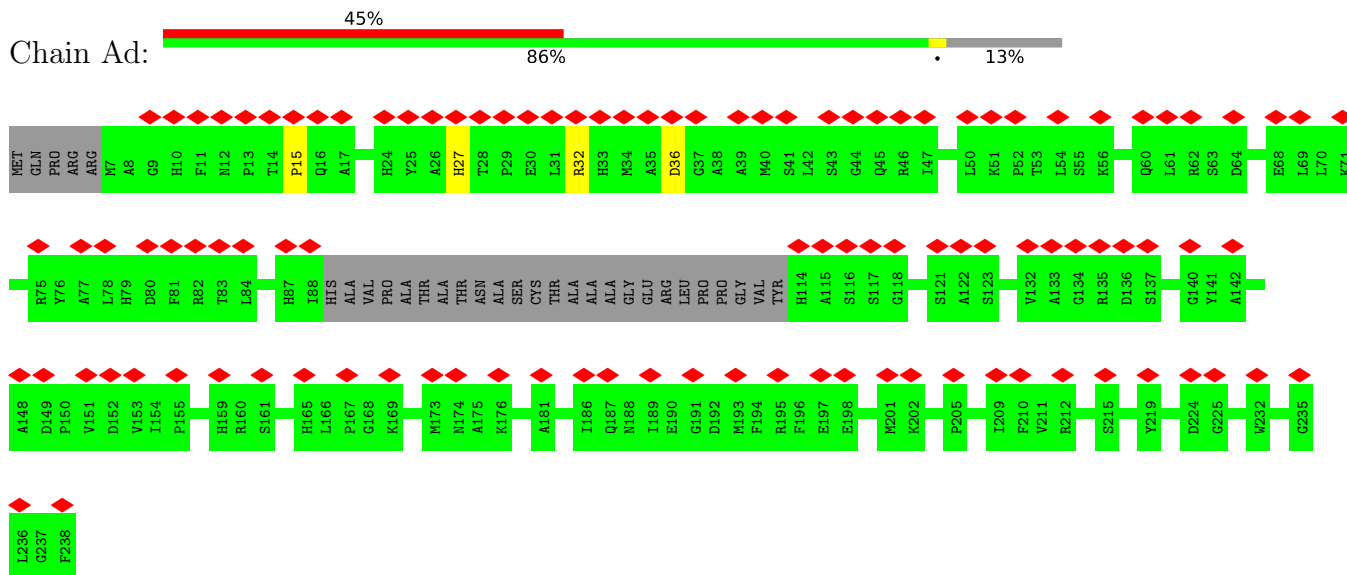 45%
Chain Ad:
86% . 13%
MET GLN PRO ARG ARG M7 A8 G9 H10 F11 N12 P13 T14 P15 Q16 A17 H24 Y25 A26 H27 T28 P29 E30 L31 R32 H33 M34 A35 D36 G37 A38 A39 M40 S41 L42 S43 G44 Q45 R46 I47 L50 K51 P52 T53 L54 S55 K56 Q60 L61 R62 S63 D64 E68 L69 L70 K71
R75 Y76 A77 L78 H79 D80 F81 R82 T83 L84 H87 I88 HIS ALA VAL PRO ALA THR ALA THR ASN ALA SER CYS THR ALA ALA ALA GLY GLU ARG LEU PRO PRO GLY VAL TYR H114 A115 S116 S117 G118 S121 A122 S123 V132 A133 G134 R135 D136 S137 G140 Y141 A142
A148 D149 P150 V151 D152 V153 I154 P155 H159 R160 S161 H165 L166 P167 G168 K169 M173 N174 A175 K176 A181 I186 Q187 N188 I189 E190 G191 D192 M193 F194 R195 F196 E197 E198 M201 K202 P205 I209 F210 V211 R212 S215 Y219 D224 G225 W232 G235
L236 G237 F238